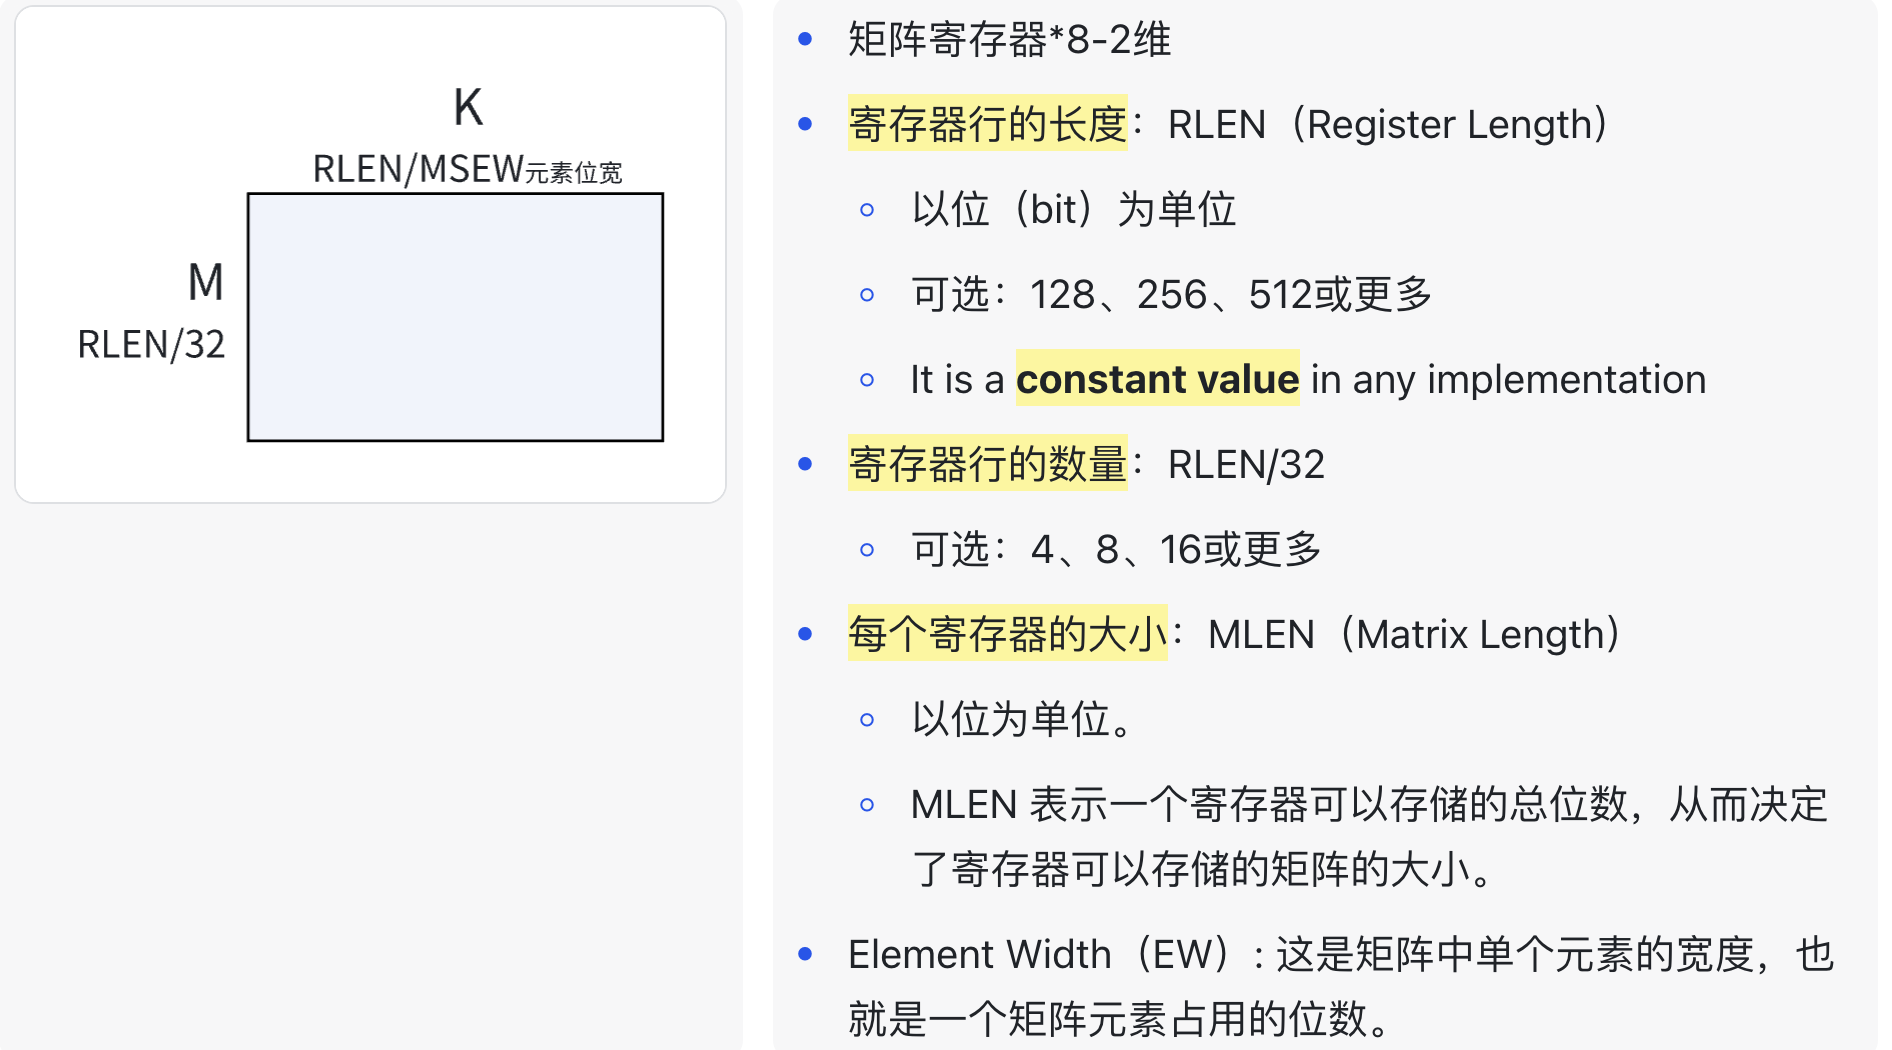 K
RLEN/MSEW元素位宽
M
RLEN/32
矩阵寄存器*8-2维
寄存器行的长度：RLEN（Register Length）
以位（bit）为单位
可选：128、256、512或更多
It is a constant value in any implementation
寄存器行的数量：RLEN/32
可选：4、8、16或更多
每个寄存器的大小：MLEN（Matrix Length）
以位为单位。
MLEN 表示一个寄存器可以存储的总位数，从而决定
了寄存器可以存储的矩阵的大小。
Element Width（EW）: 这是矩阵中单个元素的宽度，也
就是一个矩阵元素占用的位数。